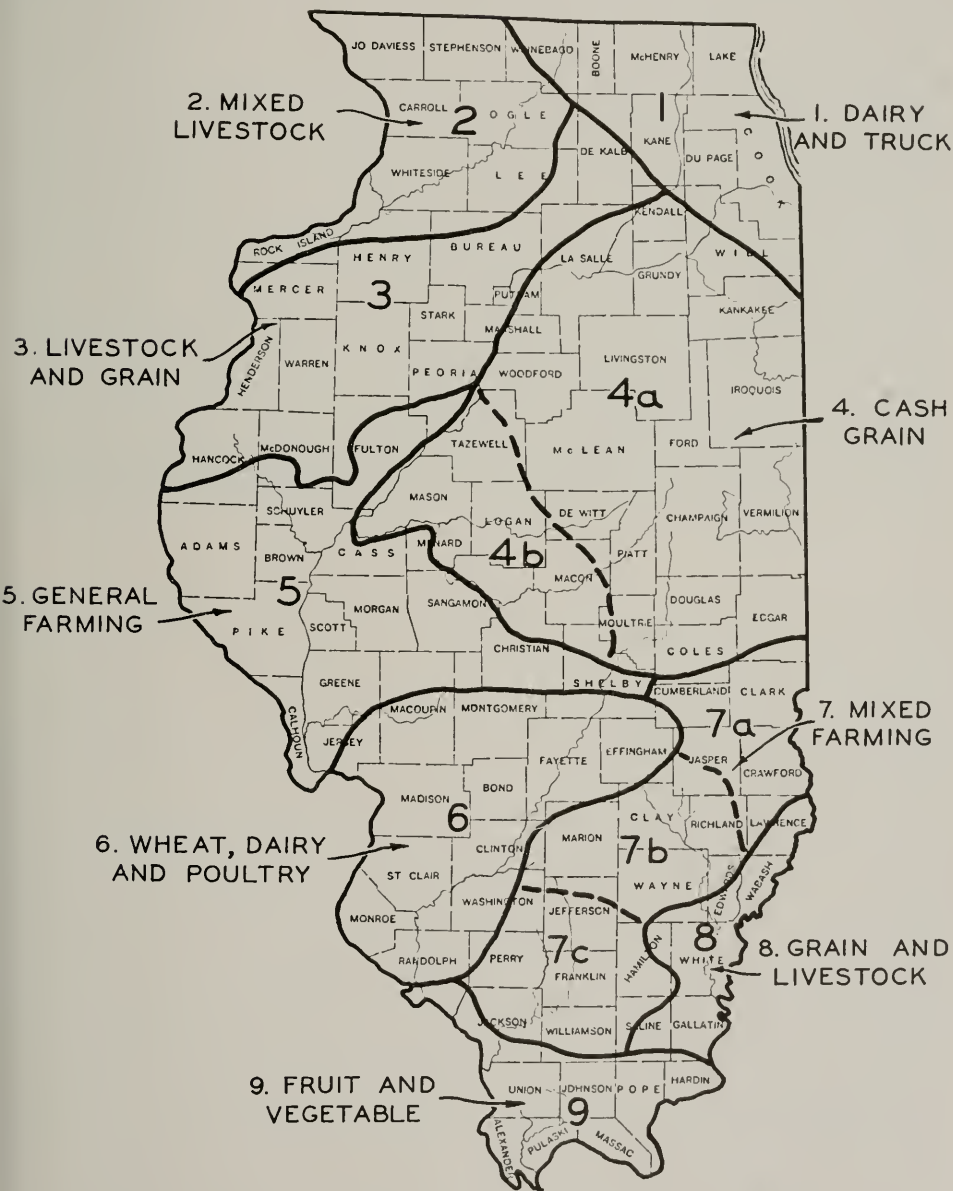 JO DAVIESS
STEPHENSON
WINNEBAGO
BOONE
McHENRY
LAKE
2. MIXED
LIVESTOCK
CARROLL
2
OGLE
1
1. DAIRY
AND TRUCK
DE KALB
KANE
DU PAGE
COOK
WHITESIDE
LEE
ROCK ISLAND
HENRY
BUREAU
KENDALL
LA SALLE
WILL
GRUNDY
MERCER
3
PUTNAM
KANKAKEE
STARK
MARSHALL
3. LIVESTOCK
AND GRAIN
HENDERSON
WARREN
KNOX
PEORIA
WOODFORD
LIVINGSTON
4a
IROQUOIS
4. CASH
GRAIN
HANCOCK
McDONOUGH
FULTON
TAZEWELL
McLEAN
FORD
MASON
SCHUYLER
LOGAN
DE WITT
CHAMPAIGN
VERMILION
ADAMS
BROWN
CASS
MENARD
4b
MACON
PIATT
5. GENERAL
FARMING
5
PIKE
SCOTT
MORGAN
SANGAMON
MOULTRIE
DOUGLAS
EDGAR
COLES
CHRISTIAN
GREENE
SHELBY
CUMBERLAND
CLARK
CALHOUN
MACOUPIN
MONTGOMERY
7a
7. MIXED
FARMING
JERSEY
FAYETTE
EFFINGHAM
JASPER
CRAWFORD
MADISON
BOND
6
CLAY
RICHLAND
LAWRENCE
6. WHEAT, DAIRY
AND POULTRY
CLINTON
MARION
7b
ST CLAIR
WAYNE
EDWARDS
WABASH
MONROE
WASHINGTON
JEFFERSON
8
8. GRAIN AND
LIVESTOCK
RANDOLPH
PERRY
7c
FRANKLIN
HAMILTON
WHITE
JACKSON
WILLIAMSON
SALINE
GALLATIN
9. FRUIT AND
VEGETABLE
UNION
JOHNSON
POPE
HARDIN
9
ALEXANDER
PULASKI
MASSAC